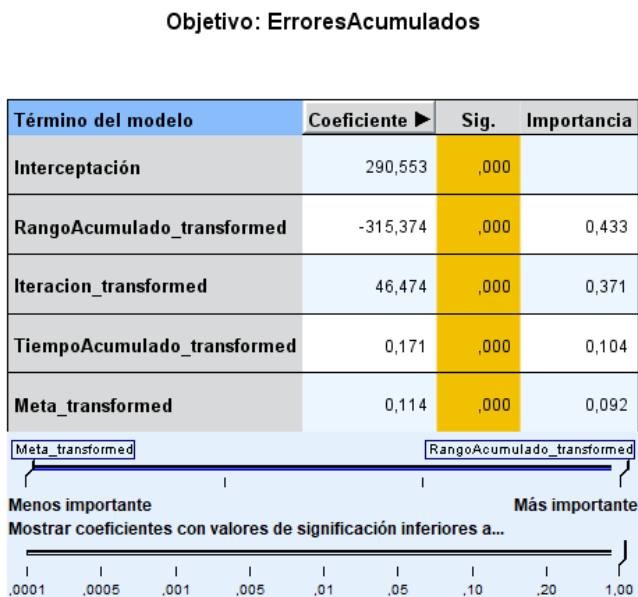 Objetivo: ErroresAcumulados
Término del modelo Coeficiente ▶ Sig. Importancia
Interceptación 290,553 ,000
RangoAcumulado_transformed -315,374 ,000 0,433
Iteracion_transformed 46,474 ,000 0,371
TiempoAcumulado_transformed 0,171 ,000 0,104
Meta_transformed 0,114 ,000 0,092
Meta_transformed RangoAcumulado_transformed
Menos importante Más importante
Mostrar coeficientes con valores de significación inferiores a...
,0001 ,0005 ,001 ,005 ,01 ,05 ,10 ,20 1,00